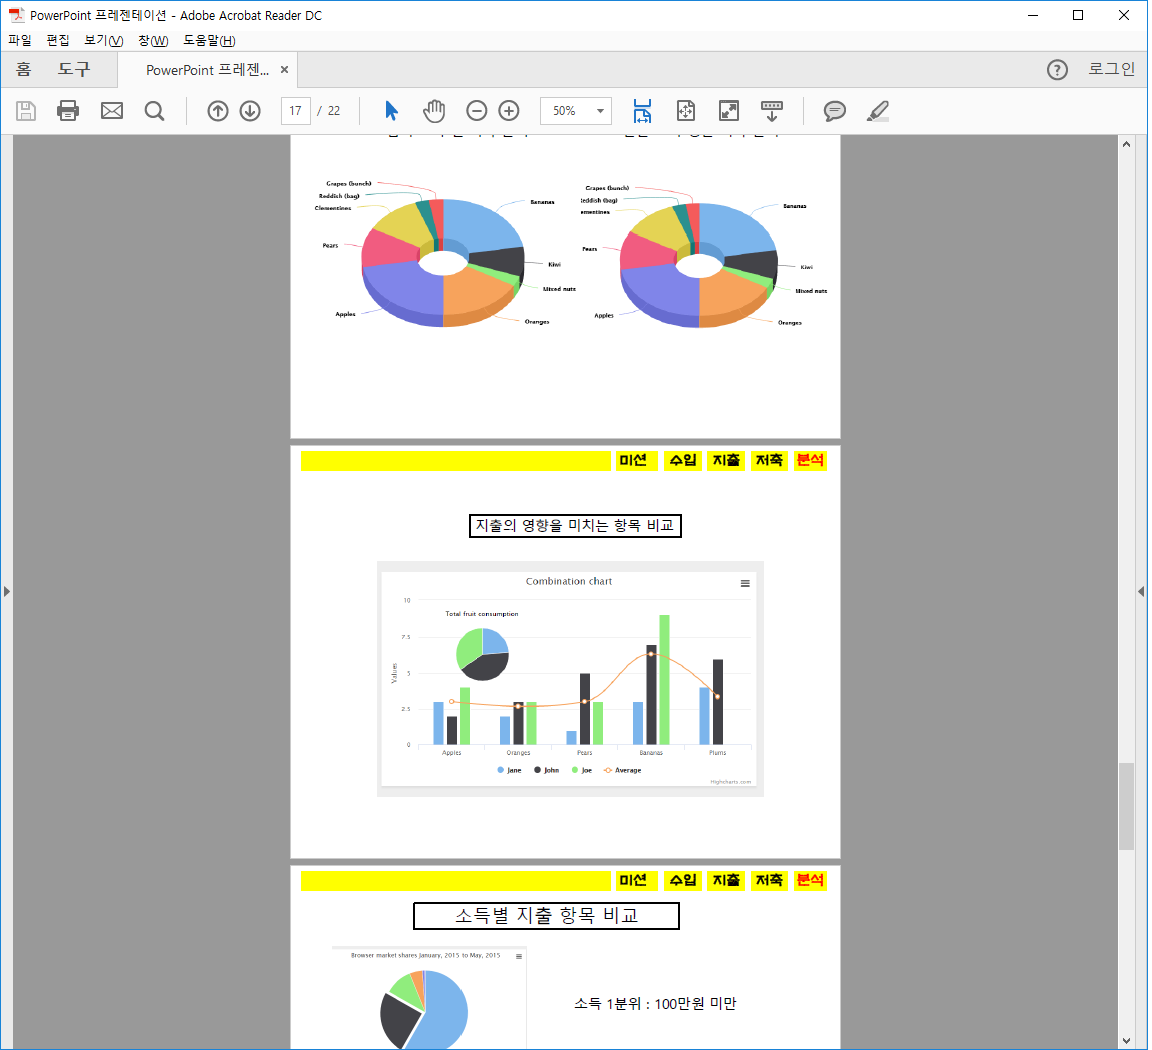 PowerPoint 프레젠테이션 - Adobe Acrobat Reader DC
파일 편집 보기(V) 창(W) 도움말(H)
홈 도구 PowerPoint 프레젠... × ? 로그인
17 / 22 50%
Grapes (bunch)
Reddish (bag)
Clementines
Bananas
Pears
Kiwi
Mixed nuts
Apples
Oranges
Grapes (bunch)
leddish (bag)
ementines
Bananas
Pears
Kiwi
Mixed nuts
Apples
Oranges
미션 수입 지출 저축 분석
지출의 영향을 미치는 항목 비교
Combination chart
Total fruit consumption
Values
10
7.5
5
2.5
0
Apples Oranges Pears Bananas Plums
Jane John Joe Average
Highcharts.com
미션 수입 지출 저축 분석
소득별 지출 항목 비교
Browser market shares January, 2015 to May, 2015
소득 1분위 : 100만원 미만